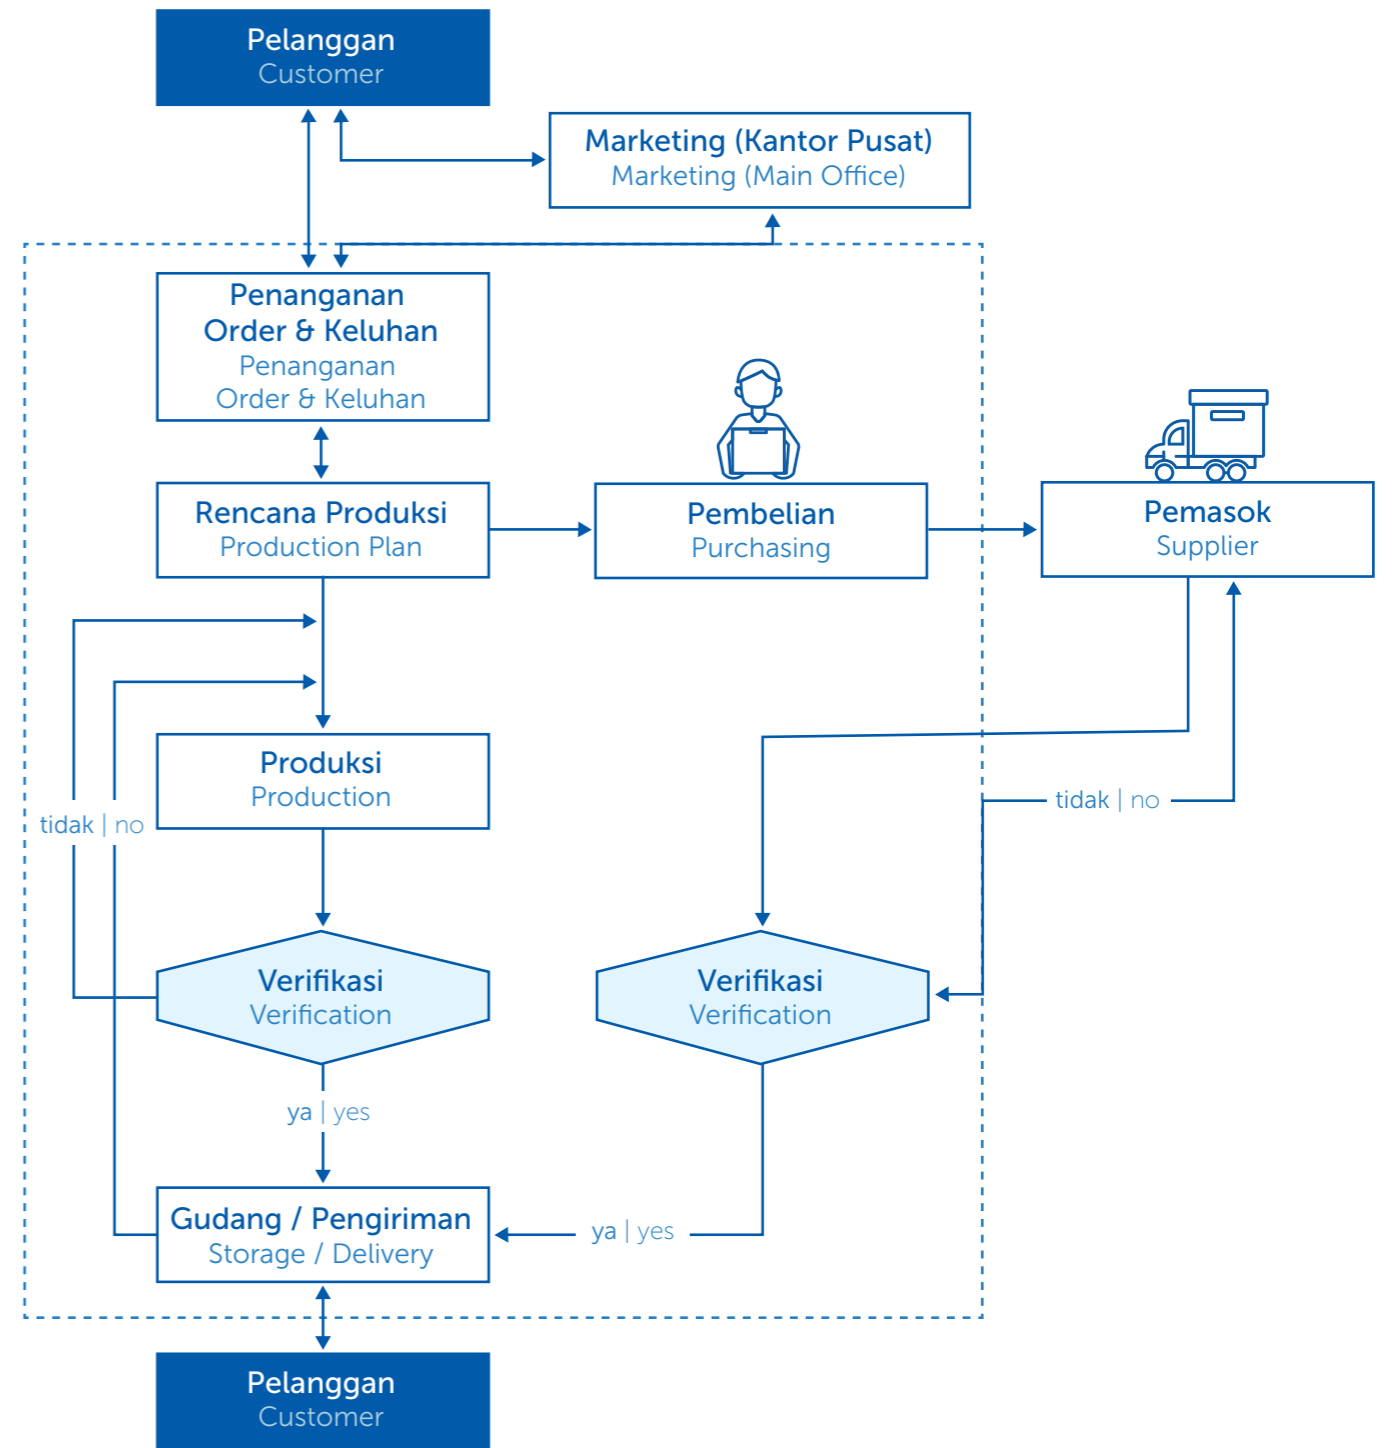 Pelanggan
Customer
Marketing (Kantor Pusat)
Marketing (Main Office)
Penanganan
Order & Keluhan
Penanganan
Order & Keluhan
Rencana Produksi
Production Plan
Pembelian
Purchasing
Pemasok
Supplier
Produksi
Production
tidak | no
tidak | no
Verifikasi
Verification
Verifikasi
Verification
ya | yes
Gudang / Pengiriman
Storage / Delivery
ya | yes
Pelanggan
Customer